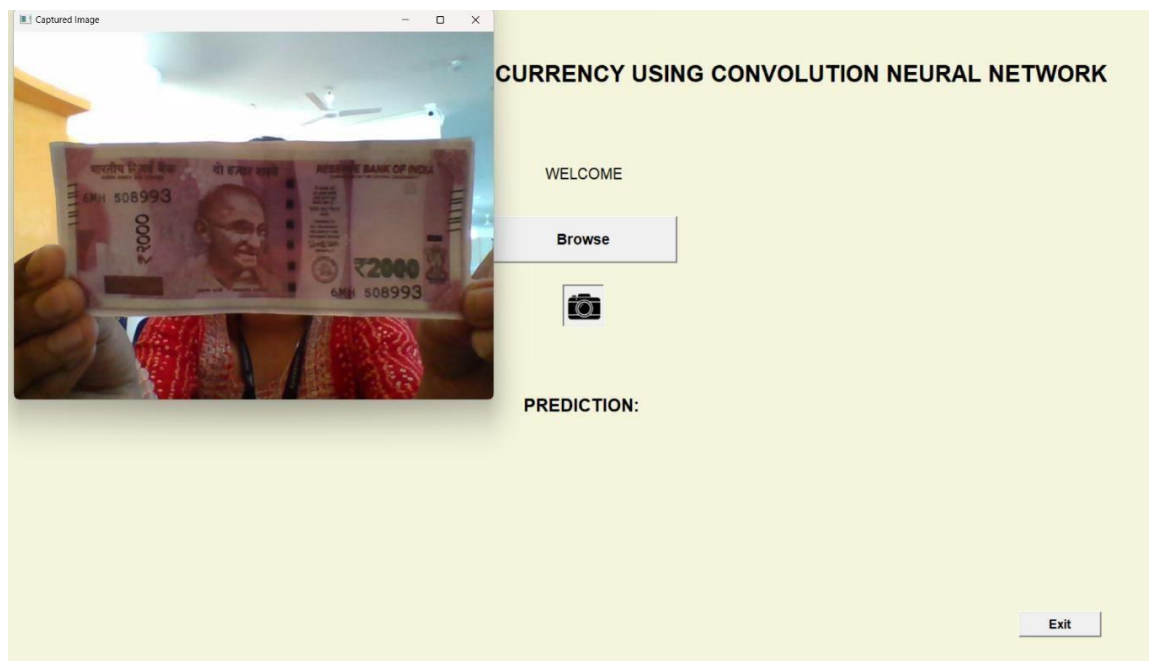 Captured Image
CURRENCY USING CONVOLUTION NEURAL NETWORK
WELCOME
Browse
PREDICTION:
Exit
भारतीय रिज़र्व बैंक
दो हज़ार रुपये
RESERVE BANK OF INDIA
6MH 508993
₹2000
₹2000
6MH 508993